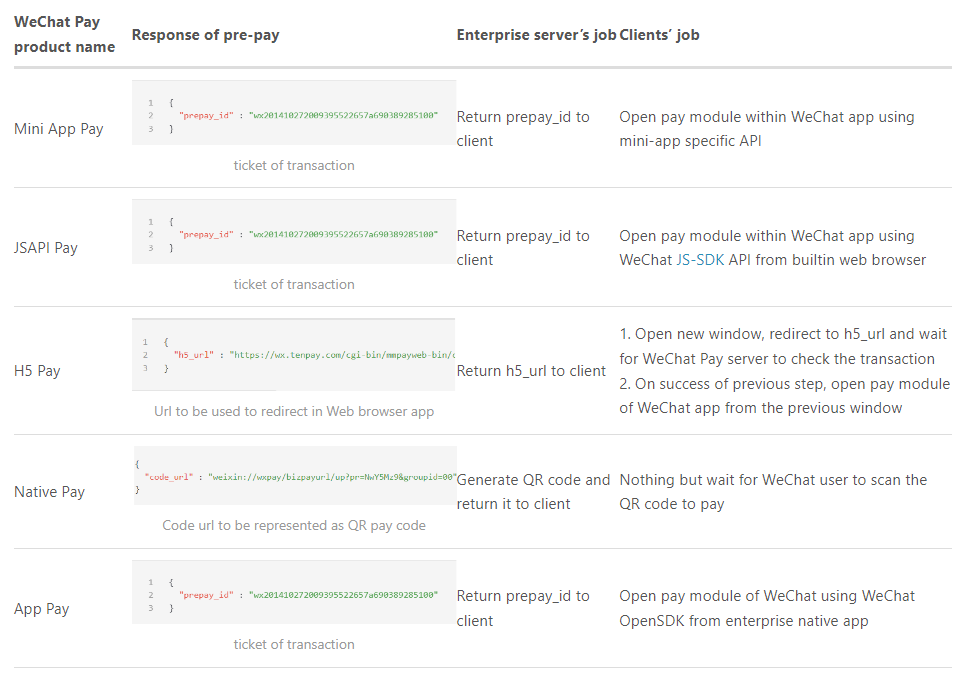 WeChat Pay
product name
Response of pre-pay
Enterprise server's job
Clients' job
Mini App Pay
1 {
2 "prepay_id" : "wx201410272009395522657a690389285100"
3 }
ticket of transaction
Return prepay_id to
client
Open pay module within WeChat app using
mini-app specific API
JSAPI Pay
1 {
2 "prepay_id" : "wx201410272009395522657a690389285100"
3 }
ticket of transaction
Return prepay_id to
client
Open pay module within WeChat app using
WeChat JS-SDK API from builtin web browser
H5 Pay
1 {
2 "h5_url" : "https://wx.tenpay.com/cgi-bin/mmpayweb-bin/c
3 }
Url to be used to redirect in Web browser app
Return h5_url to client
1. Open new window, redirect to h5_url and wait
for WeChat Pay server to check the transaction
2. On success of previous step, open pay module
of WeChat app from the previous window
Native Pay
{
"code_url" : "weixin://wxpay/bizpayurl/up?pr=NwY5Mz9&groupid=00"
}
Code url to be represented as QR pay code
Generate QR code and
return it to client
Nothing but wait for WeChat user to scan the
QR code to pay
App Pay
1 {
2 "prepay_id" : "wx201410272009395522657a690389285100"
3 }
ticket of transaction
Return prepay_id to
client
Open pay module of WeChat using WeChat
OpenSDK from enterprise native app